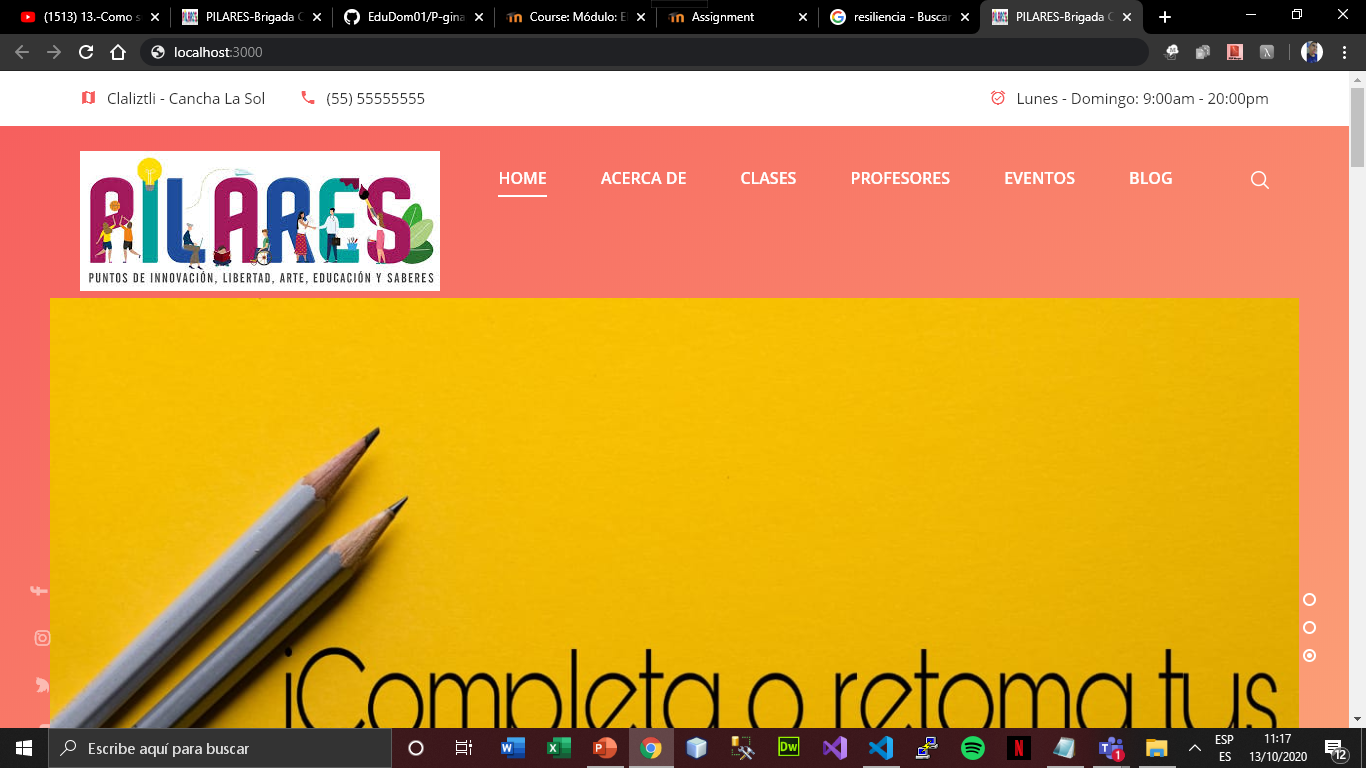 (1513) 13.-Como s
PILARES-Brigada C
EduDom01/P-gina
Course: Módulo: E
Assignment
resiliencia - Buscar
PILARES-Brigada C
localhost:3000
Claliztli - Cancha La Sol
(55) 55555555
Lunes - Domingo: 9:00am - 20:00pm
PILARES
PUNTOS DE INNOVACIÓN, LIBERTAD, ARTE, EDUCACIÓN Y SABERES
HOME
ACERCA DE
CLASES
PROFESORES
EVENTOS
BLOG
¡Completa o retoma tus
Escribe aquí para buscar
Dw
1
ESP
ES
11:17
13/10/2020
12